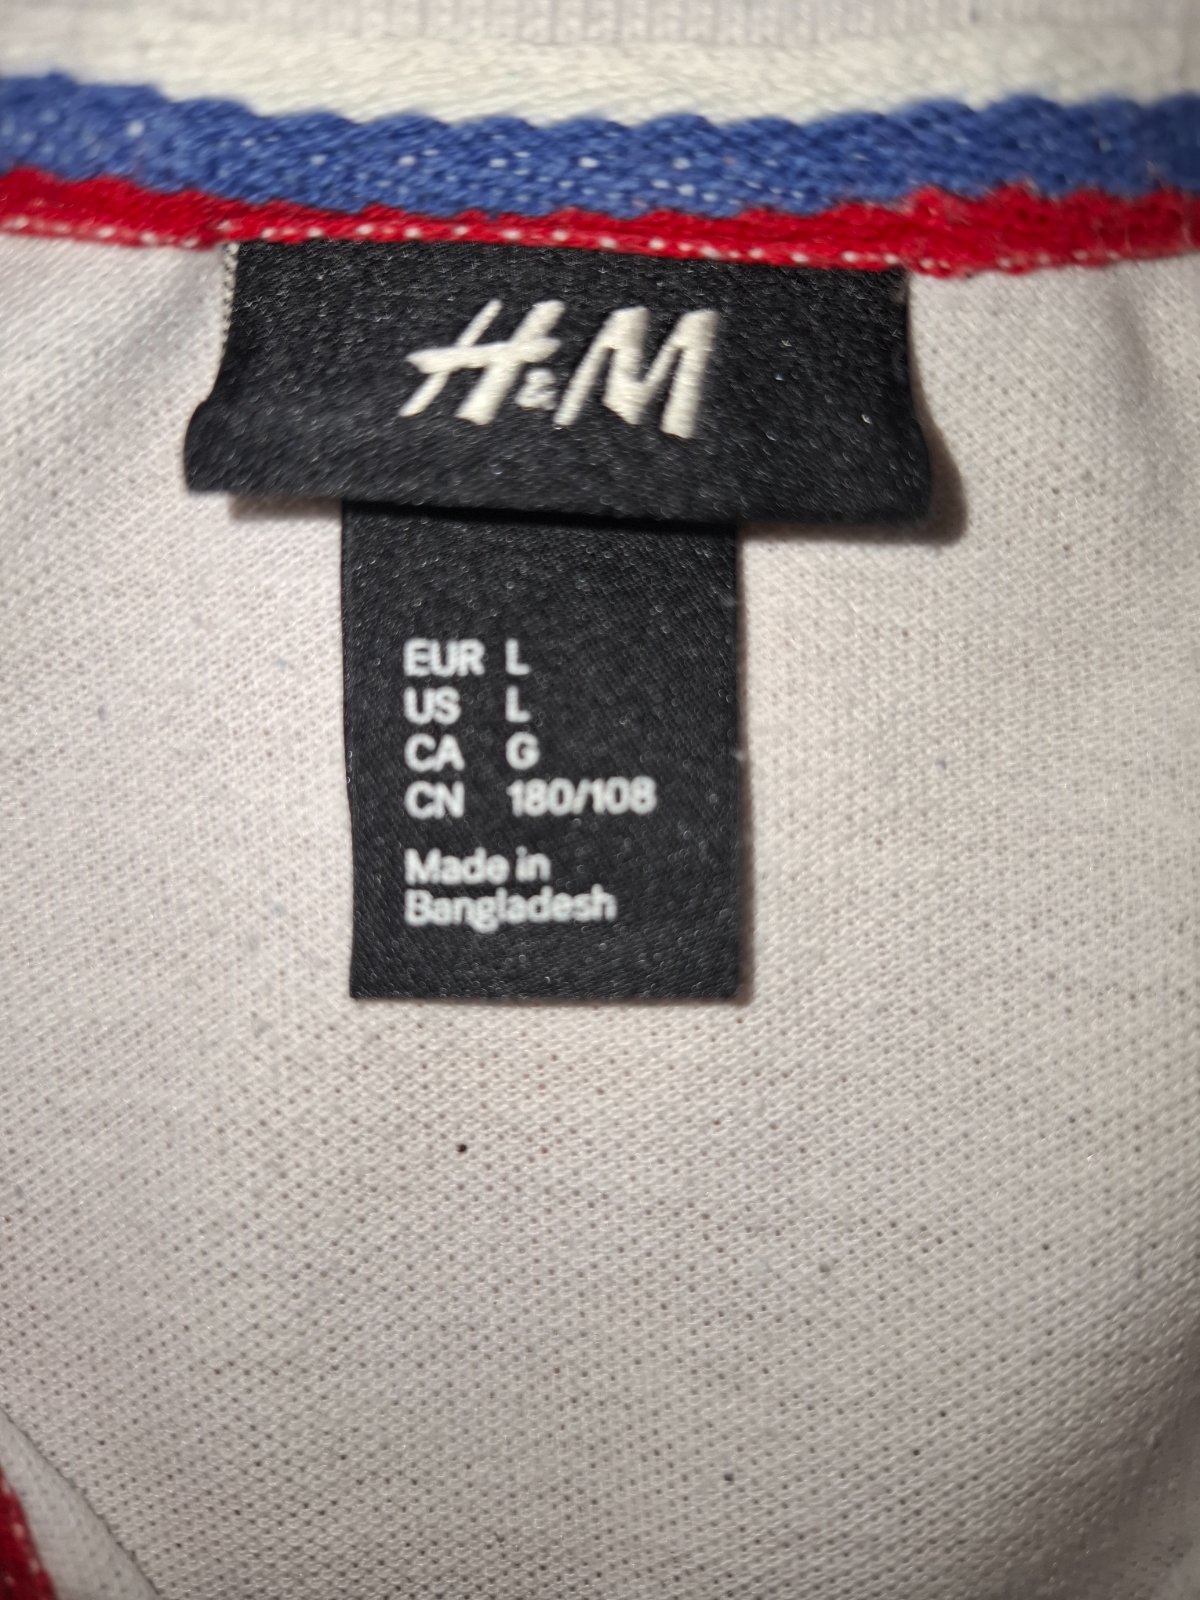 H&M
EUR L
US L
CA G
CN 180/108
Made in
Bangladesh